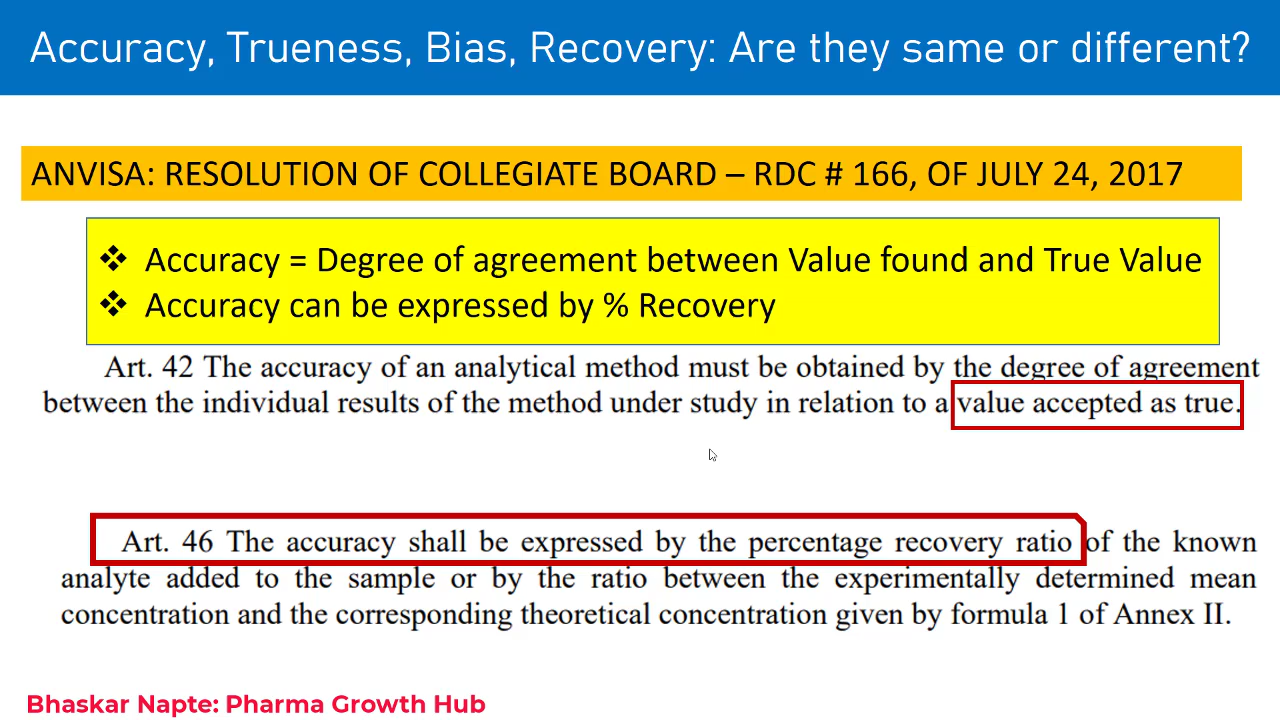 Accuracy, Trueness, Bias, Recovery: Are they same or different?
ANVISA: RESOLUTION OF COLLEGIATE BOARD – RDC # 166, OF JULY 24, 2017
❖ Accuracy = Degree of agreement between Value found and True Value
❖ Accuracy can be expressed by % Recovery
Art. 42 The accuracy of an analytical method must be obtained by the degree of agreement
between the individual results of the method under study in relation to a value accepted as true.
Art. 46 The accuracy shall be expressed by the percentage recovery ratio of the known
analyte added to the sample or by the ratio between the experimentally determined mean
concentration and the corresponding theoretical concentration given by formula 1 of Annex II.
Bhaskar Napte: Pharma Growth Hub